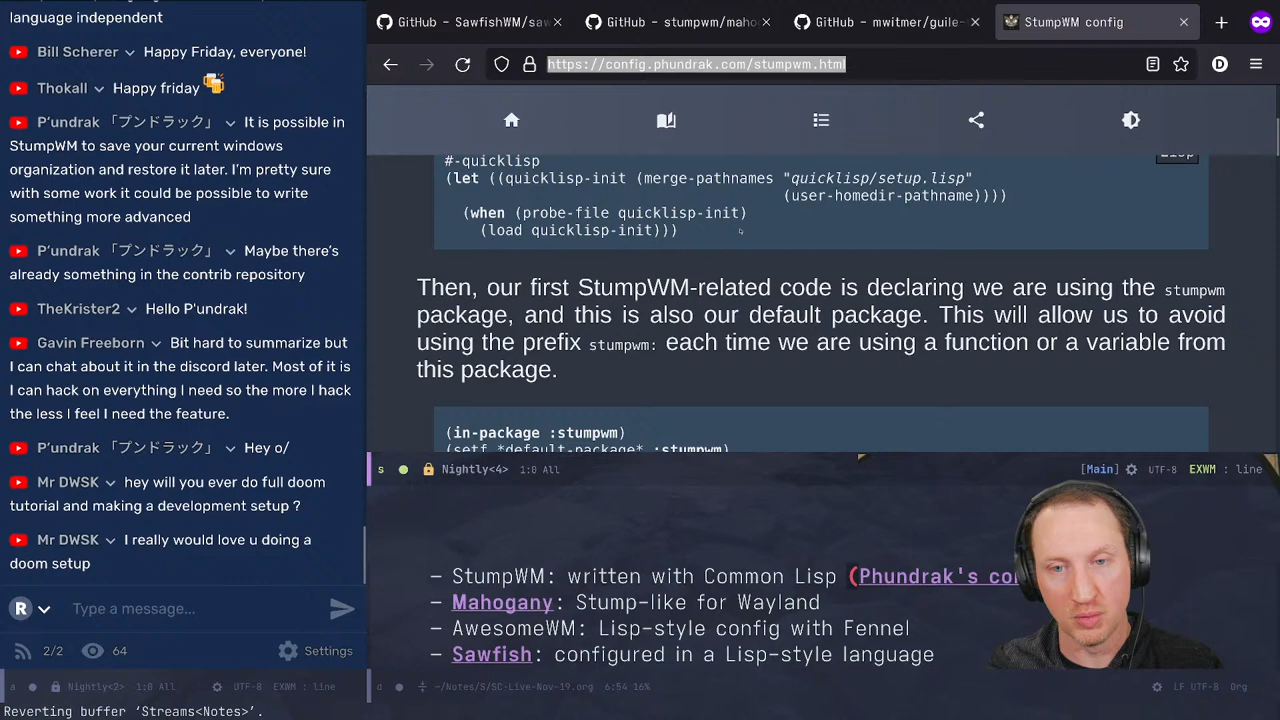 language independent
Bill Scherer Happy Friday, everyone!
Thokall Happy friday
P'undrak 「プンドラック」 It is possible in
StumpWM to save your current windows
organization and restore it later. I'm pretty sure
with some work it could be possible to write
something more advanced
P'undrak 「プンドラック」 Maybe there's
already something in the contrib repository
TheKrister2 Hello P'undrak!
Gavin Freeborn Bit hard to summarize but
I can chat about it in the discord later. Most of it is
I can hack on everything I need so the more I hack
the less I feel I need the feature.
P'undrak 「プンドラック」 Hey o/
Mr DWSK hey will you ever do full doom
tutorial and making a development setup ?
Mr DWSK I really would love u doing a
doom setup
R Type a message...
2/2 64 Settings
a Nightly<2> 1:0 All UTF-8 EXWM : line
Reverting buffer ‘Streams<Notes>’.
GitHub - SawfishWM/saw
GitHub - stumpwm/maho
GitHub - mwitmer/guile-
StumpWM config
https://config.phundrak.com/stumpwm.html
D
Lisp
#-quicklisp
(let ((quicklisp-init (merge-pathnames "quicklisp/setup.lisp"
(user-homedir-pathname))))
(when (probe-file quicklisp-init)
(load quicklisp-init)))
Then, our first StumpWM-related code is declaring we are using the stumpwm
package, and this is also our default package. This will allow us to avoid
using the prefix stumpwm: each time we are using a function or a variable from
this package.
(in-package :stumpwm)
(setf *default-package* :stumpwm)
s Nightly<4> 1:0 All [Main] UTF-8 EXWM : line
– StumpWM: written with Common Lisp (Phundrak's con
– Mahogany: Stump-like for Wayland
– AwesomeWM: Lisp-style config with Fennel
– Sawfish: configured in a Lisp-style language
d ~/Notes/S/SC-Live-Nov-19.org 6:54 16% LF UTF-8 Org